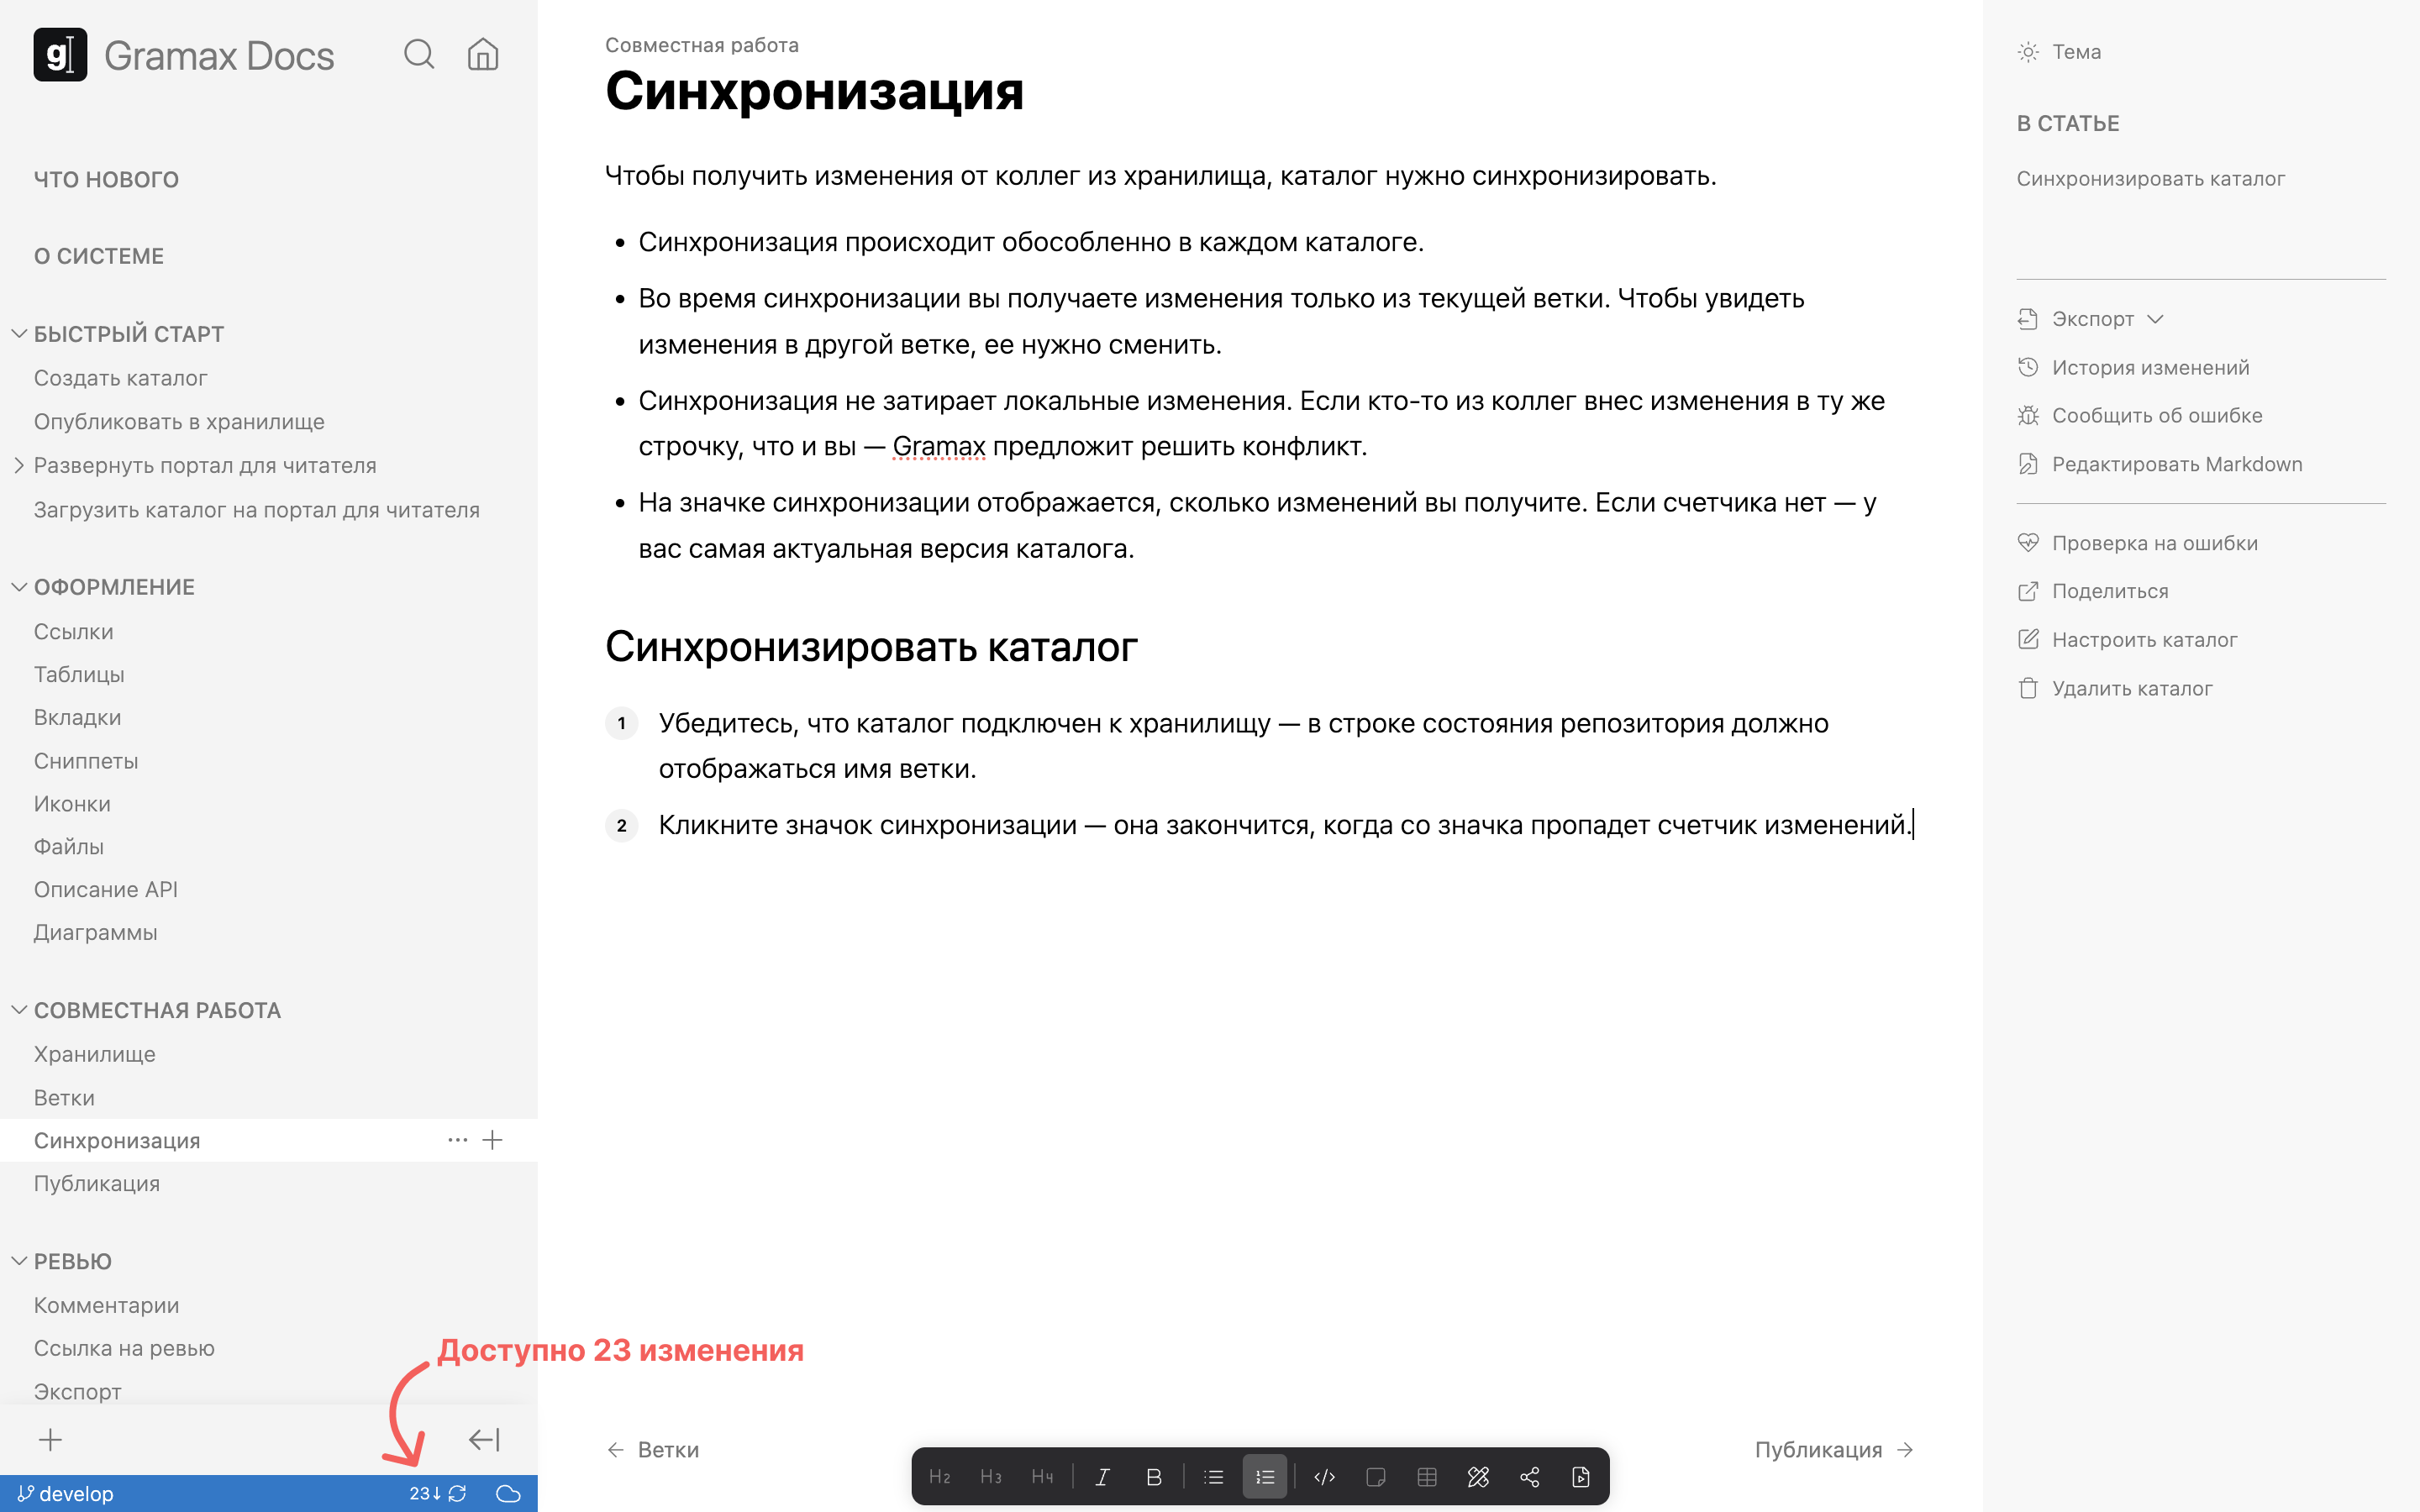 Gramax Docs
ЧТО НОВОГО
О СИСТЕМЕ
БЫСТРЫЙ СТАРТ
Создать каталог
Опубликовать в хранилище
Развернуть портал для читателя
Загрузить каталог на портал для читателя
ОФОРМЛЕНИЕ
Ссылки
Таблицы
Вкладки
Сниппеты
Иконки
Файлы
Описание API
Диаграммы
СОВМЕСТНАЯ РАБОТА
Хранилище
Ветки
Синхронизация
Публикация
РЕВЬЮ
Комментарии
Ссылка на ревью
Экспорт
develop
23↓
Доступно 23 изменения
Совместная работа
Синхронизация
Чтобы получить изменения от коллег из хранилища, каталог нужно синхронизировать.
• Синхронизация происходит обособленно в каждом каталоге.
• Во время синхронизации вы получаете изменения только из текущей ветки. Чтобы увидеть
изменения в другой ветке, ее нужно сменить.
• Синхронизация не затирает локальные изменения. Если кто-то из коллег внес изменения в ту же
строчку, что и вы — Gramax предложит решить конфликт.
• На значке синхронизации отображается, сколько изменений вы получите. Если счетчика нет — у
вас самая актуальная версия каталога.
Синхронизировать каталог
1 Убедитесь, что каталог подключен к хранилищу — в строке состояния репозитория должно
отображаться имя ветки.
2 Кликните значок синхронизации — она закончится, когда со значка пропадет счетчик изменений.
← Ветки
Публикация →
H2 H3 H4 I B
Тема
В СТАТЬЕ
Синхронизировать каталог
Экспорт
История изменений
Сообщить об ошибке
Редактировать Markdown
Проверка на ошибки
Поделиться
Настроить каталог
Удалить каталог